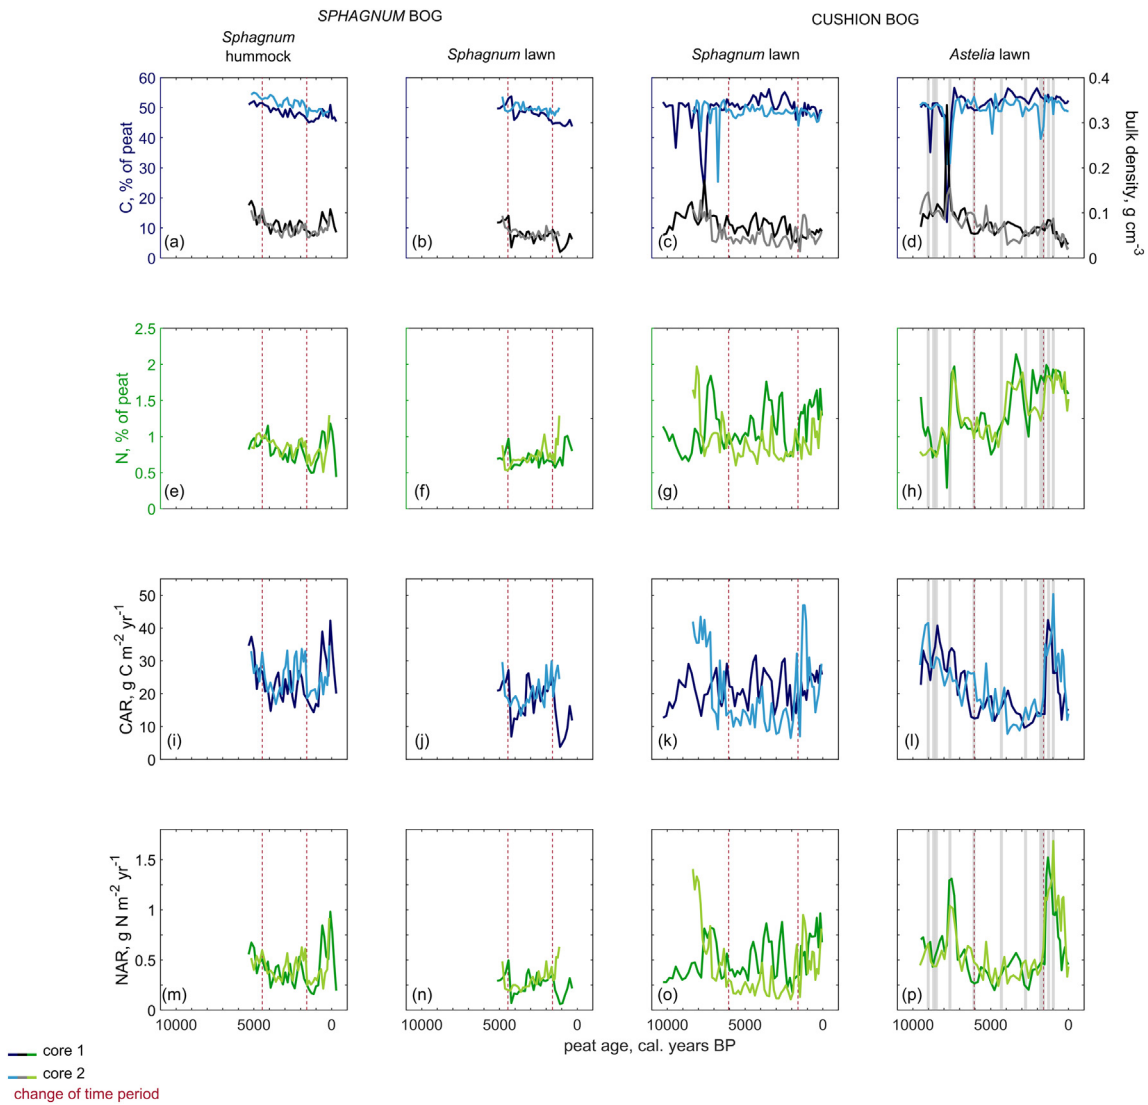 SPHAGNUM BOG
CUSHION BOG
Sphagnum
hummock
Sphagnum lawn
Sphagnum lawn
Astelia lawn
60
50
40
30
20
10
0
C, % of peat
(a)
(b)
(c)
(d)
0.4
0.3
0.2
0.1
0
bulk density, g cm-3
2.5
2
1.5
1
0.5
0
N, % of peat
(e)
(f)
(g)
(h)
50
40
30
20
10
0
CAR, g C m-2 yr-1
(i)
(j)
(k)
(l)
1.5
1
0.5
0
NAR, g N m-2 yr-1
(m)
(n)
(o)
(p)
10000 5000 0
10000 5000 0
10000 5000 0
10000 5000 0
peat age, cal. years BP
core 1
core 2
change of time period